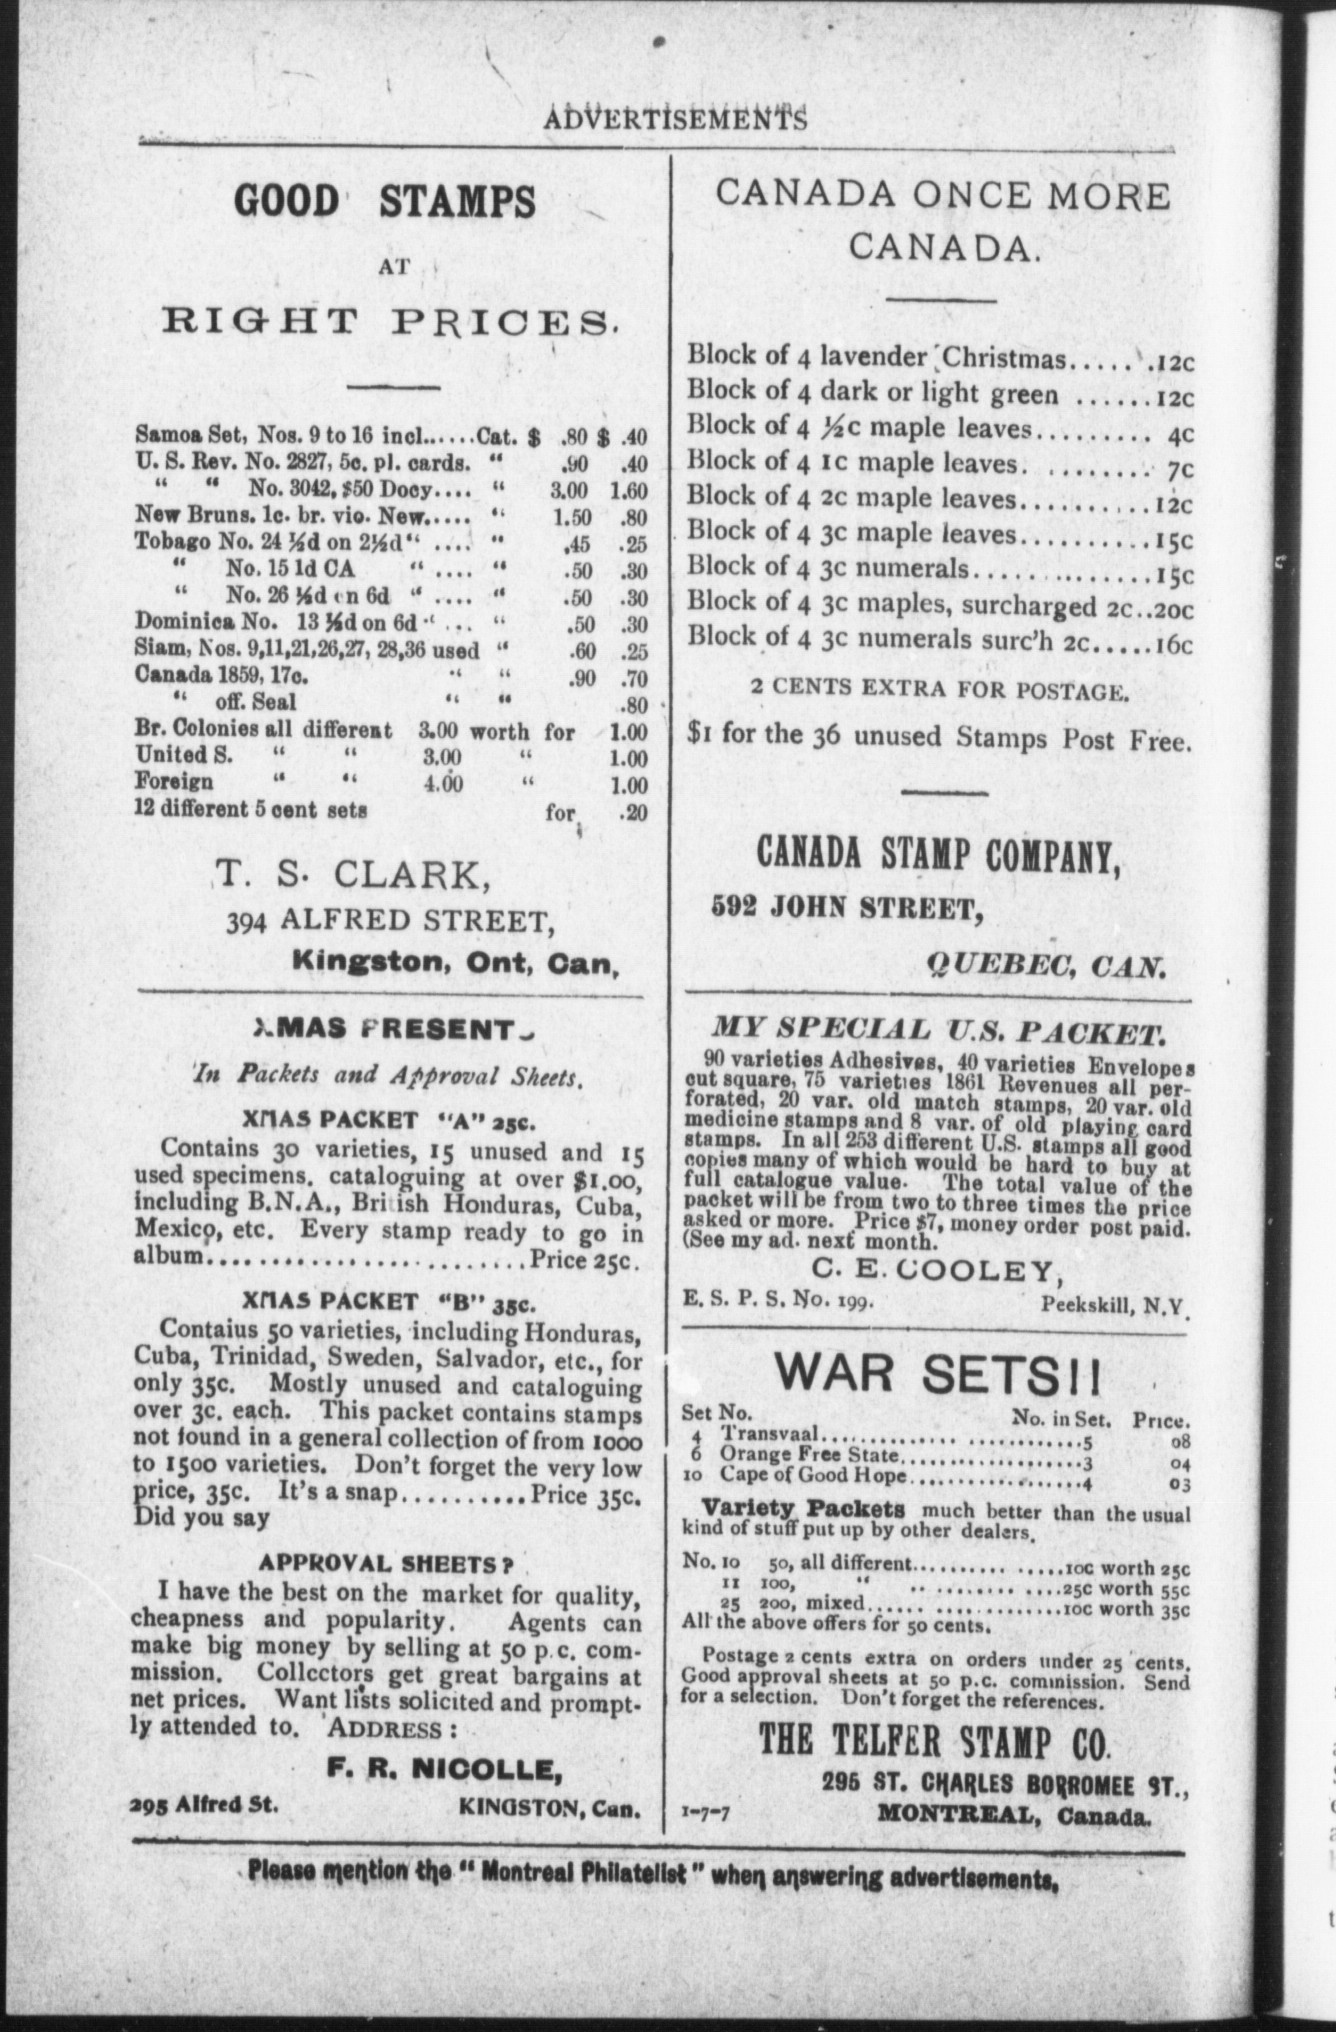 ADVERTISEMENTS
GOOD STAMPS
AT
RIGHT PRICES.
Samoa Set, Nos. 9 to 16 incl......Cat. $ .80 $ .40
U. S. Rev. No. 2827, 5c. pl. cards. “ .90 .40
“ “ No. 3042, $50 Docy.... “ 3.00 1.60
New Bruns. 1c. br. vio. New..... “ 1.50 .80
Tobago No. 24 ½d on 2½d “ .... “ .45 .25
“ No. 15 1d CA “ .... “ .50 .30
“ No. 26 ½d on 6d “ .... “ .50 .30
Dominica No. 13 ½d on 6d “ ... “ .50 .30
Siam, Nos. 9,11,21,26,27, 28,36 used “ .60 .25
Canada 1859, 17c. “ “ .90 .70
“ off. Seal “ “ .80
Br. Colonies all different 3.00 worth for 1.00
United S. “ “ 3.00 “ 1.00
Foreign “ “ 4.00 “ 1.00
12 different 5 cent sets for .20
T. S. CLARK,
394 ALFRED STREET,
Kingston, Ont, Can,
XMAS PRESENT
In Packets and Approval Sheets.
XMAS PACKET "A" 25c.
Contains 30 varieties, 15 unused and 15
used specimens. cataloguing at over $1.00,
including B.N.A., British Honduras, Cuba,
Mexico, etc. Every stamp ready to go in
album..........................Price 25c.
XMAS PACKET "B" 35c.
Contaius 50 varieties, including Honduras,
Cuba, Trinidad, Sweden, Salvador, etc., for
only 35c. Mostly unused and cataloguing
over 3c. each. This packet contains stamps
not found in a general collection of from 1000
to 1500 varieties. Don't forget the very low
price, 35c. It's a snap..........Price 35c.
Did you say
APPROVAL SHEETS?
I have the best on the market for quality,
cheapness and popularity. Agents can
make big money by selling at 50 p.c. com-
mission. Collectors get great bargains at
net prices. Want lists solicited and prompt-
ly attended to. ADDRESS :
F. R. NICOLLE,
295 Alfred St. KINGSTON, Can.
CANADA ONCE MORE
CANADA.
Block of 4 lavender Christmas......12c
Block of 4 dark or light green ......12c
Block of 4 ½c maple leaves......... 4c
Block of 4 1c maple leaves. ........ 7c
Block of 4 2c maple leaves..........12c
Block of 4 3c maple leaves..........15c
Block of 4 3c numerals..............15c
Block of 4 3c maples, surcharged 2c..20c
Block of 4 3c numerals surc'h 2c.....16c
2 CENTS EXTRA FOR POSTAGE.
$1 for the 36 unused Stamps Post Free.
CANADA STAMP COMPANY,
592 JOHN STREET,
QUEBEC, CAN.
MY SPECIAL U.S. PACKET.
90 varieties Adhesives, 40 varieties Envelopes
cut square, 75 varieties 1861 Revenues all per-
forated, 20 var. old match stamps, 20 var. old
medicine stamps and 8 var. of old playing card
stamps. In all 253 different U.S. stamps all good
copies many of which would be hard to buy at
full catalogue value. The total value of the
packet will be from two to three times the price
asked or more. Price $7, money order post paid.
(See my ad. next month.
C. E. COOLEY,
E. S. P. S. No. 199. Peekskill, N.Y.
WAR SETS!!
Set No. No. in Set. Price.
4 Transvaal..........................5 08
6 Orange Free State...................3 04
10 Cape of Good Hope..................4 03
Variety Packets much better than the usual
kind of stuff put up by other dealers.
No. 10 50, all different...............10c worth 25c
11 100, “ .. ............25c worth 55c
25 200, mixed...................10c worth 35c
All the above offers for 50 cents.
Postage 2 cents extra on orders under 25 cents.
Good approval sheets at 50 p.c. commission. Send
for a selection. Don't forget the references.
THE TELFER STAMP CO.
295 ST. CHARLES BORROMEE ST.,
1-7-7 MONTREAL, Canada.
Please mention the “ Montreal Philatelist ” when answering advertisements,